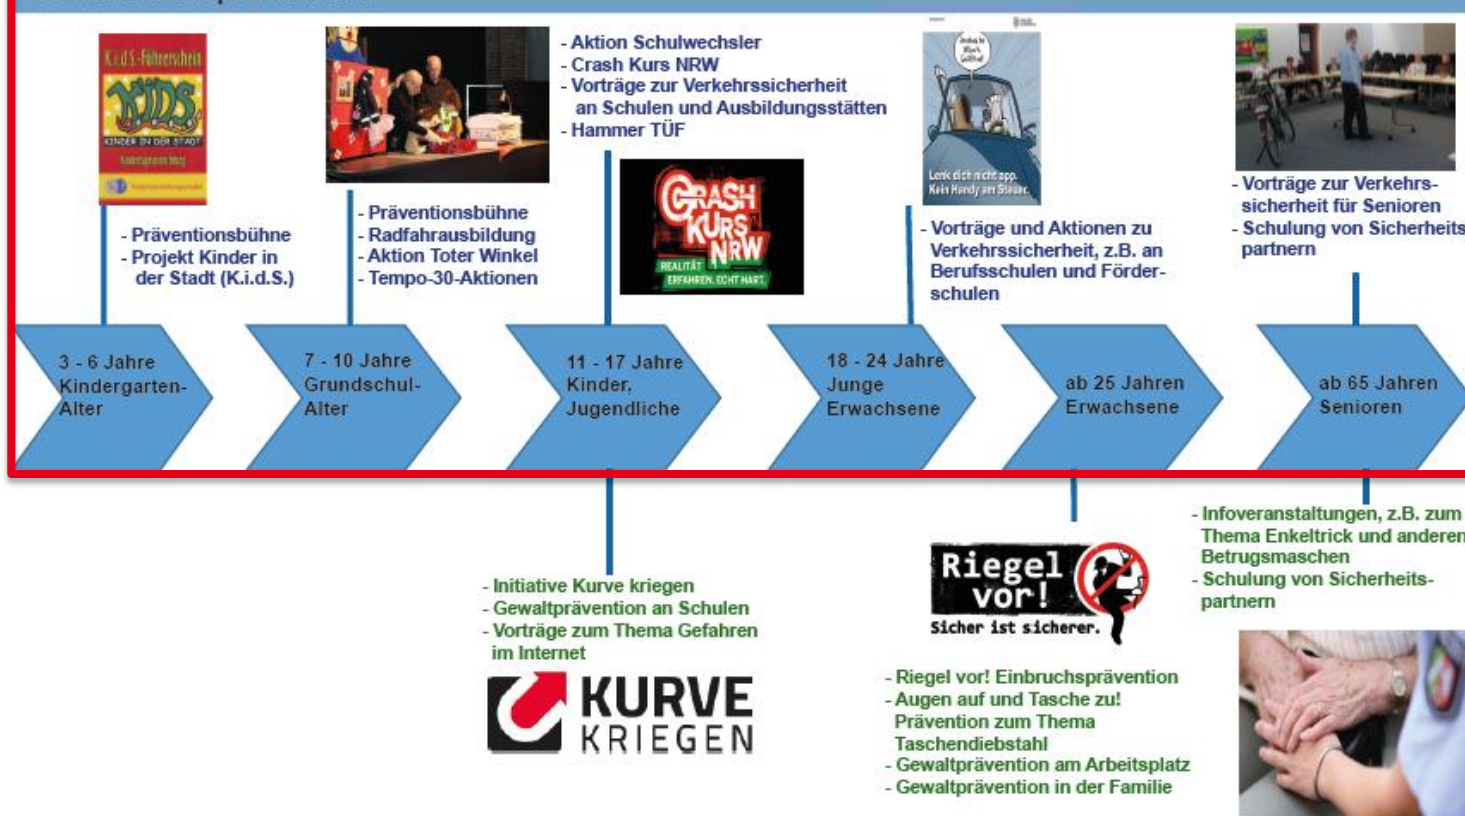 K.i.d.S.-Führerschein
KIDS
KINDER IN DER STADT
- Präventionsbühne
- Projekt Kinder in
der Stadt (K.i.d.S.)
- Präventionsbühne
- Radfahrausbildung
- Aktion Toter Winkel
- Tempo-30-Aktionen
- Aktion Schulwechsler
- Crash Kurs NRW
- Vorträge zur Verkehrssicherheit
an Schulen und Ausbildungsstätten
- Hammer TÜF
CRASH
KURS
NRW
REALITÄT
ERFAHREN. ECHT HART.
Lenk dich nicht app.
Kein Handy am Steuer.
- Vorträge und Aktionen zu
Verkehrssicherheit, z.B. an
Berufsschulen und Förder-
schulen
- Vorträge zur Verkehrs-
sicherheit für Senioren
- Schulung von Sicherheits
partnern
3 - 6 Jahre
Kindergarten-
Alter
7 - 10 Jahre
Grundschul-
Alter
11 - 17 Jahre
Kinder,
Jugendliche
18 - 24 Jahre
Junge
Erwachsene
ab 25 Jahren
Erwachsene
ab 65 Jahren
Senioren
- Initiative Kurve kriegen
- Gewaltprävention an Schulen
- Vorträge zum Thema Gefahren
im Internet
KURVE
KRIEGEN
Riegel
vor!
Sicher ist sicherer.
- Riegel vor! Einbruchsprävention
- Augen auf und Tasche zu!
Prävention zum Thema
Taschendiebstahl
- Gewaltprävention am Arbeitsplatz
- Gewaltprävention in der Familie
- Infoveranstaltungen, z.B. zum
Thema Enkeltrick und anderen
Betrugsmaschen
- Schulung von Sicherheits-
partnern